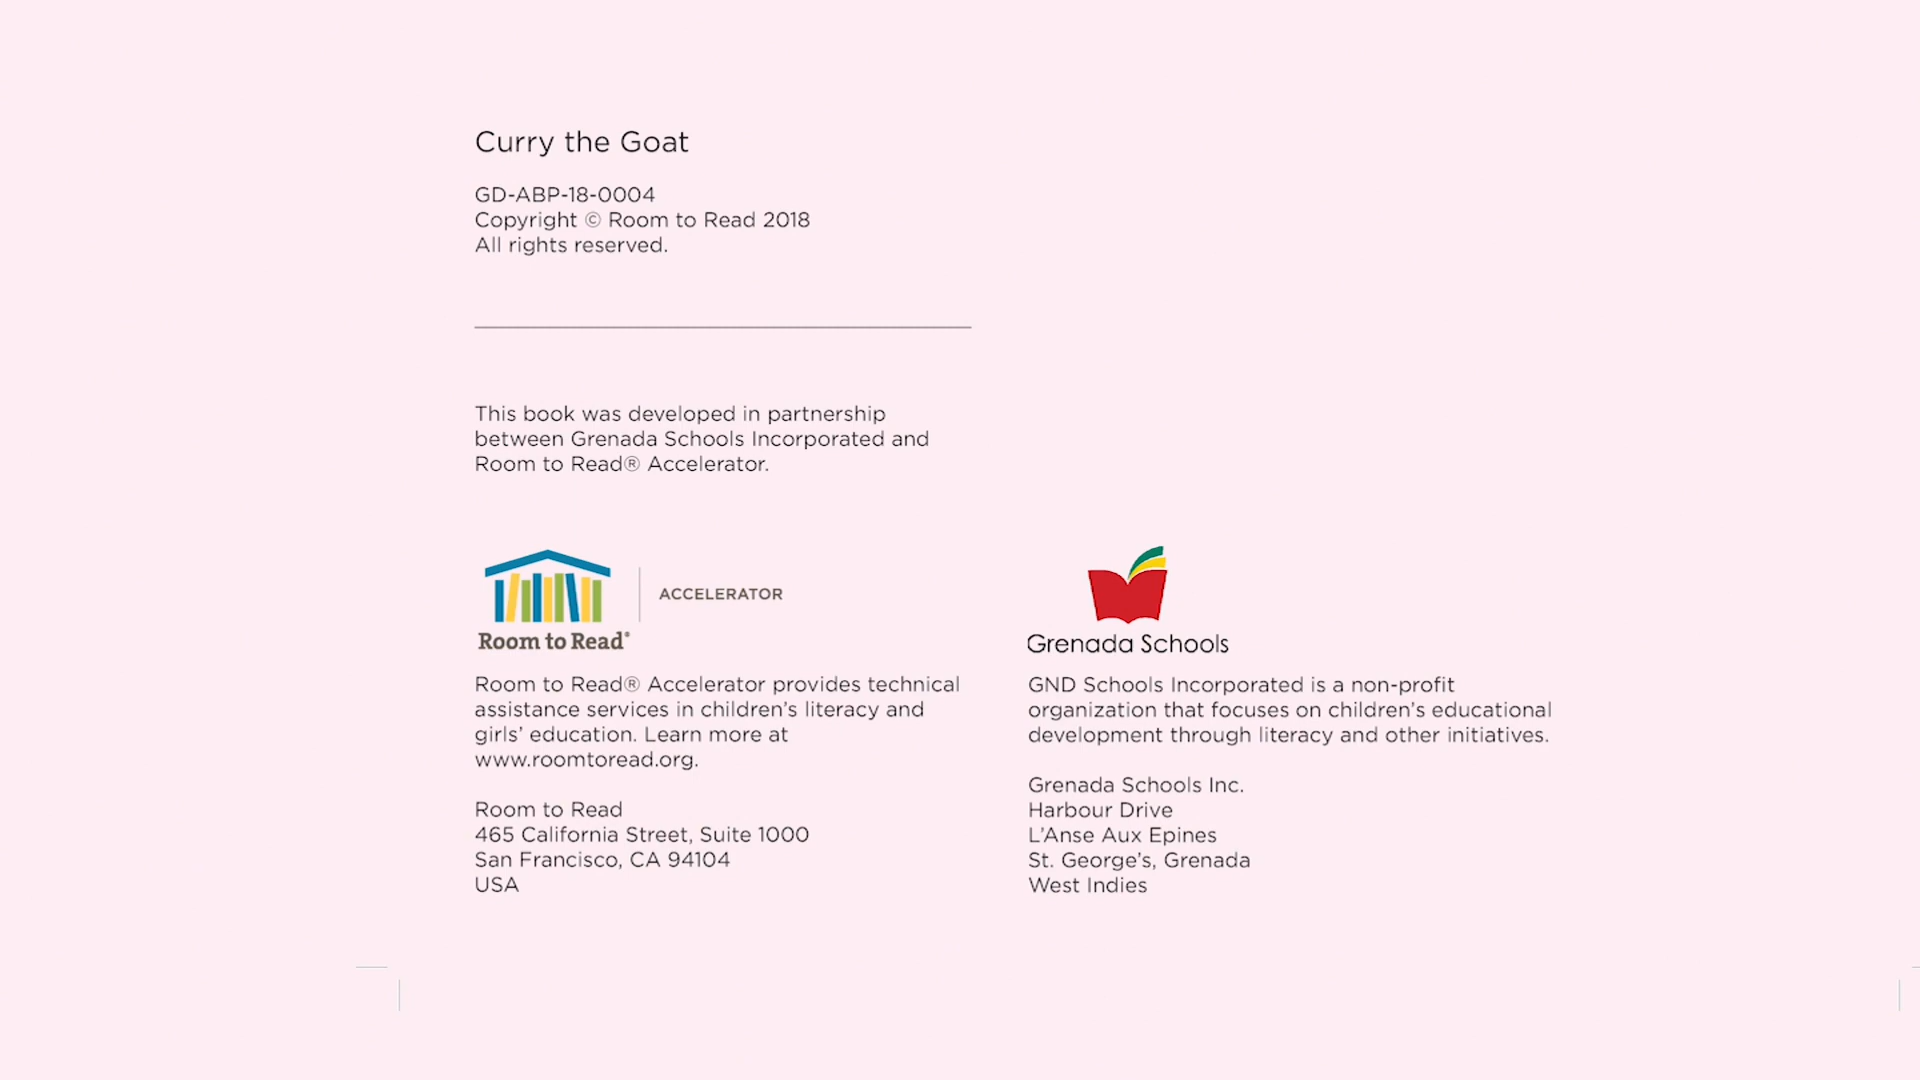 Curry the Goat
GD-ABP-18-0004
Copyright © Room to Read 2018
All rights reserved.
This book was developed in partnership
between Grenada Schools Incorporated and
Room to Read® Accelerator.
Room to Read®
ACCELERATOR
Room to Read® Accelerator provides technical
assistance services in children’s literacy and
girls’ education. Learn more at
www.roomtoread.org.
Room to Read
465 California Street, Suite 1000
San Francisco, CA 94104
USA
Grenada Schools
GND Schools Incorporated is a non-profit
organization that focuses on children’s educational
development through literacy and other initiatives.
Grenada Schools Inc.
Harbour Drive
L’Anse Aux Epines
St. George’s, Grenada
West Indies